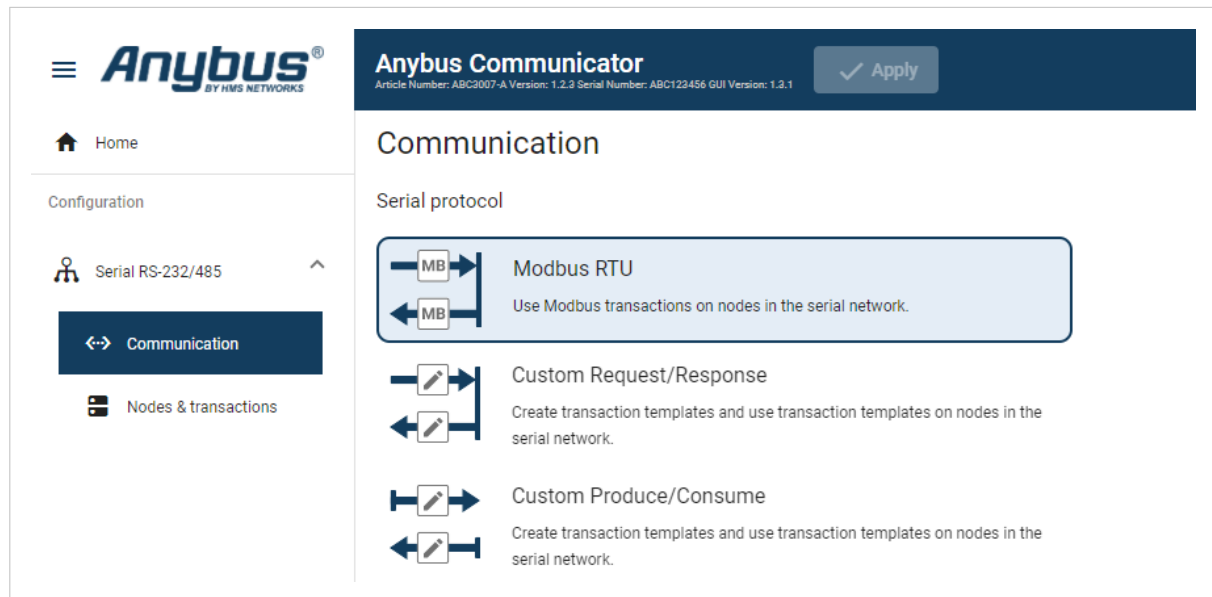 Anybus®
BY HMS NETWORKS
Anybus Communicator
Article Number: ABC3007-A Version: 1.2.3 Serial Number: ABC123456 GUI Version: 1.3.1
Apply
Home
Configuration
Serial RS-232/485
Communication
Nodes & transactions
Communication
Serial protocol
MB
MB
Modbus RTU
Use Modbus transactions on nodes in the serial network.
Custom Request/Response
Create transaction templates and use transaction templates on nodes in the
serial network.
Custom Produce/Consume
Create transaction templates and use transaction templates on nodes in the
serial network.